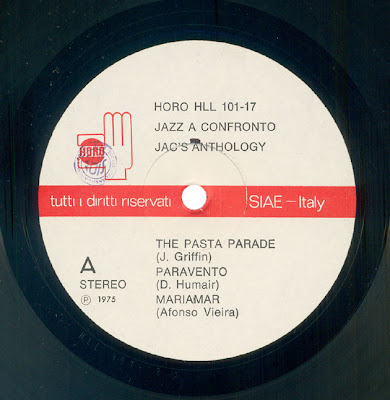 HORO HLL 101-17
JAZZ A CONFRONTO
JAC'S ANTHOLOGY
HORO
tutti i diritti riservati
SIAE – Italy
A
STEREO
℗ 1975
THE PASTA PARADE
(J. Griffin)
PARAVENTO
(D. Humair)
MARIAMAR
(Afonso Vieira)